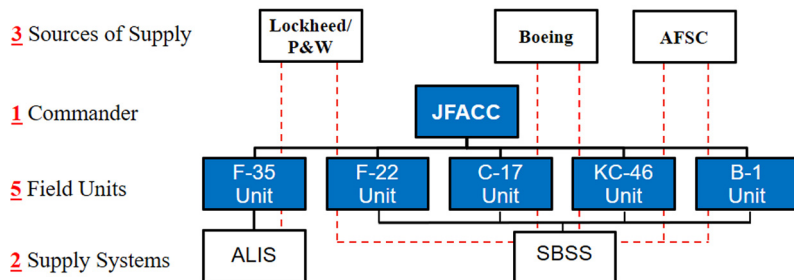 3 Sources of Supply
Lockheed/
P&W
Boeing
AFSC
1 Commander
JFACC
5 Field Units
F-35
Unit
F-22
Unit
C-17
Unit
KC-46
Unit
B-1
Unit
2 Supply Systems
ALIS
SBSS